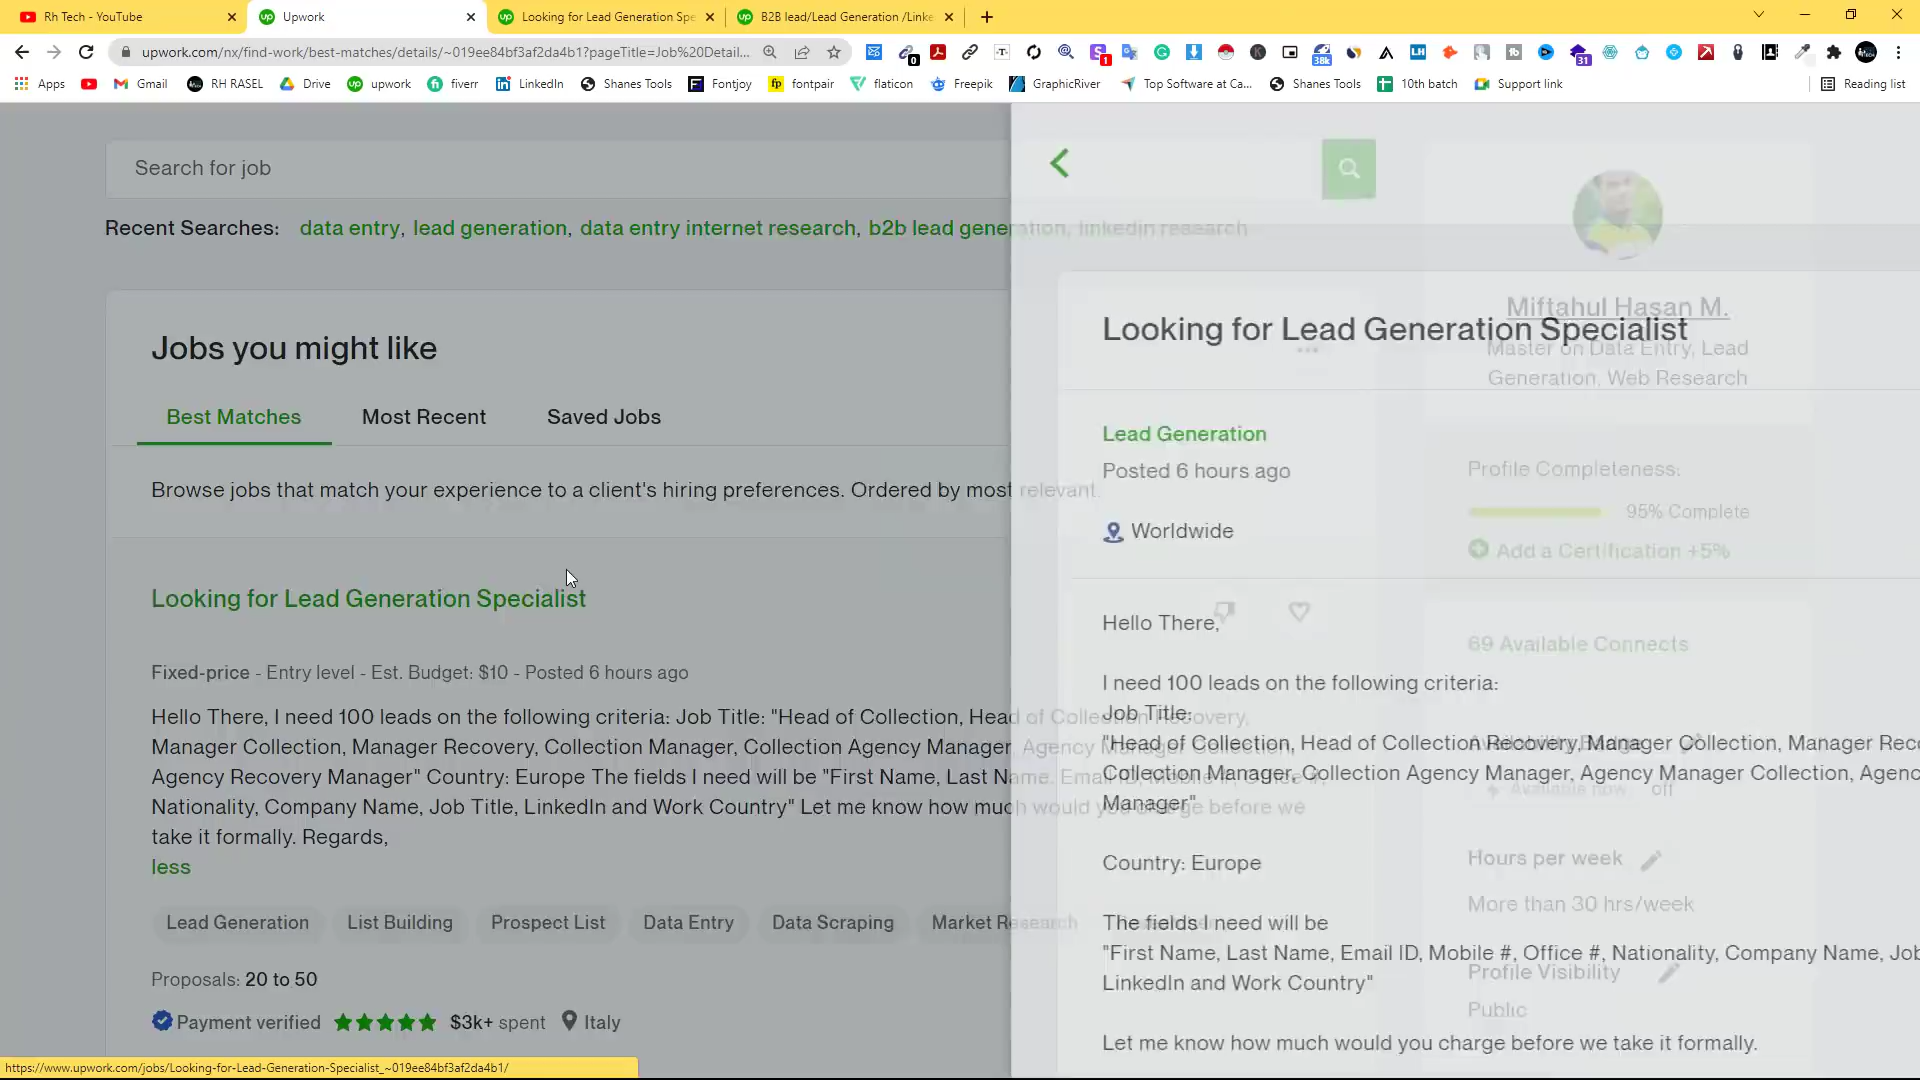 Rh Tech - YouTube
Upwork
Looking for Lead Generation Spe
B2B lead/Lead Generation /Linke
upwork.com/nx/find-work/best-matches/details/~019ee84bf3af2da4b1?pageTitle=Job%20Detail...
0
1
38k
31
Apps
Gmail
RH RASEL
Drive
upwork
fiverr
LinkedIn
Shanes Tools
Fontjoy
fontpair
flaticon
Freepik
GraphicRiver
Top Software at Ca...
Shanes Tools
10th batch
Support link
Reading list
Search for job
Recent Searches: data entry, lead generation, data entry internet research, b2b lead generation, linkedin research
Jobs you might like
Best Matches
Most Recent
Saved Jobs
Browse jobs that match your experience to a client's hiring preferences. Ordered by most relevant.
Looking for Lead Generation Specialist
Fixed-price - Entry level - Est. Budget: $10 - Posted 6 hours ago
Hello There, I need 100 leads on the following criteria: Job Title: "Head of Collection, Head of Collection Recovery,
Manager Collection, Manager Recovery, Collection Manager, Collection Agency Manager, Agency Manager Collection,
Agency Recovery Manager" Country: Europe The fields I need will be "First Name, Last Name, Email ID, Mobile #, Office #,
Nationality, Company Name, Job Title, LinkedIn and Work Country" Let me know how much would you charge before we
take it formally. Regards,
less
Lead Generation
List Building
Prospect List
Data Entry
Data Scraping
Market Research
Proposals: 20 to 50
Payment verified
$3k+ spent
Italy
https://www.upwork.com/jobs/Looking-for-Lead-Generation-Specialist_~019ee84bf3af2da4b1/
Looking for Lead Generation Specialist
Lead Generation
Posted 6 hours ago
Worldwide
Hello There,
I need 100 leads on the following criteria:
Job Title:
"Head of Collection, Head of Collection Recovery, Manager Collection, Manager Reco
Collection Manager, Collection Agency Manager, Agency Manager Collection, Agenc
Manager"
Country: Europe
The fields I need will be
"First Name, Last Name, Email ID, Mobile #, Office #, Nationality, Company Name, Job
LinkedIn and Work Country"
Let me know how much would you charge before we take it formally.
Miftahul Hasan M.
Master on Data Entry, Lead
Generation, Web Research
Profile Completeness:
95% Complete
Add a Certification +5%
69 Available Connects
Available now
off
Hours per week
More than 30 hrs/week
Profile Visibility
Public